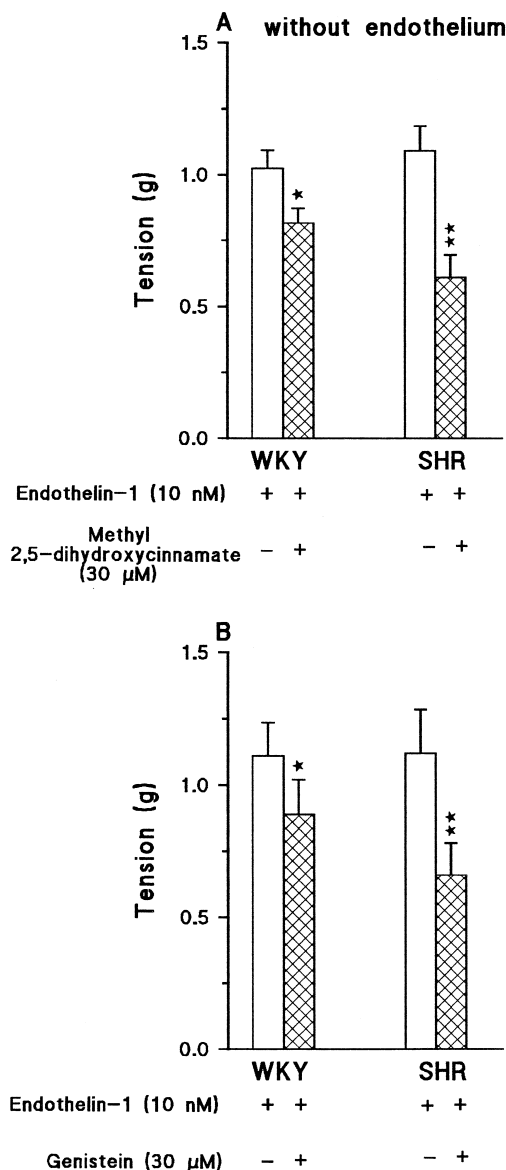 A without endothelium
1.5
1.0
0.5
0.0
Tension (g)
★
★★
WKY SHR
Endothelin-1 (10 nM) + + + +
Methyl
2,5-dihydroxycinnamate
(30 μM) - + - +
B
1.5
1.0
0.5
0.0
Tension (g)
★
★★
WKY SHR
Endothelin-1 (10 nM) + + + +
Genistein (30 μM) - + - +